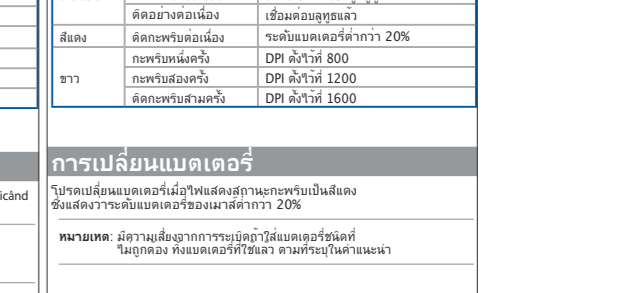 ติดอย่างต่อเนื่อง เชื่อมต่อบลูทูธแล้ว
สีแดง ติดกะพริบต่อเนื่อง ระดับแบตเตอรี่ต่ำกว่า 20%
กะพริบหนึ่งครั้ง DPI ตั้งไว้ที่ 800
ขาว กะพริบสองครั้ง DPI ตั้งไว้ที่ 1200
ติดกะพริบสามครั้ง DPI ตั้งไว้ที่ 1600
การเปลี่ยนแบตเตอรี่
icând
โปรดเปลี่ยนแบตเตอรี่เมื่อไฟแสดงสถานะกะพริบเป็นสีแดง
ซึ่งแสดงว่าระดับแบตเตอรี่ของเมาส์ต่ำกว่า 20%
หมายเหตุ: มีความเสี่ยงจากการระเบิดถ้าใส่แบตเตอรี่ชนิดที่
ไม่ถูกต้อง ทิ้งแบตเตอรี่ที่ใช้แล้ว ตามที่ระบุในคำแนะนำ